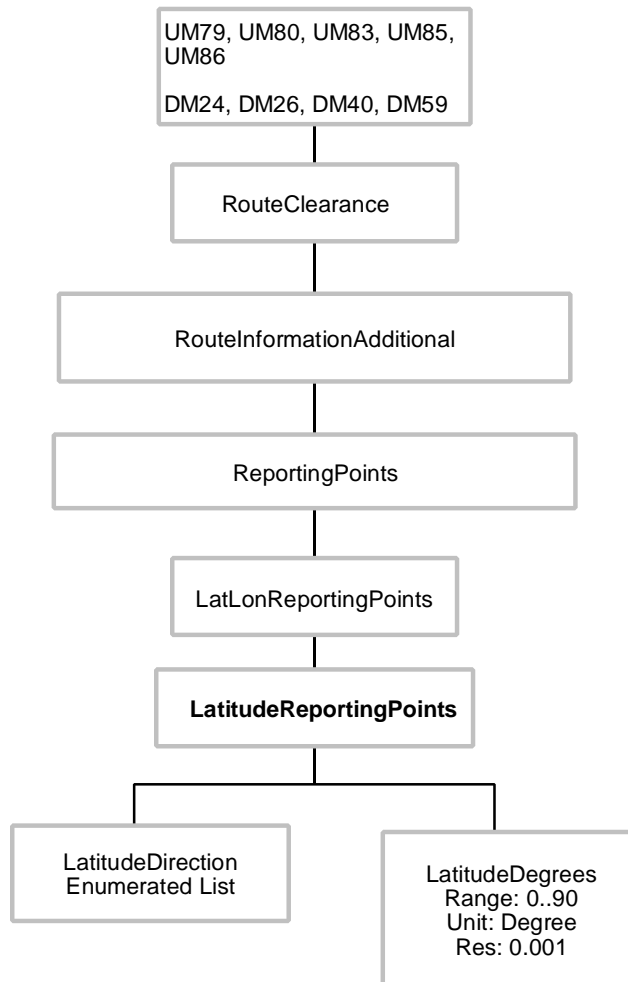 UM79, UM80, UM83, UM85,
UM86
DM24, DM26, DM40, DM59
RouteClearance
RouteInformationAdditional
ReportingPoints
LatLonReportingPoints
LatitudeReportingPoints
LatitudeDirection
Enumerated List
LatitudeDegrees
Range: 0..90
Unit: Degree
Res: 0.001